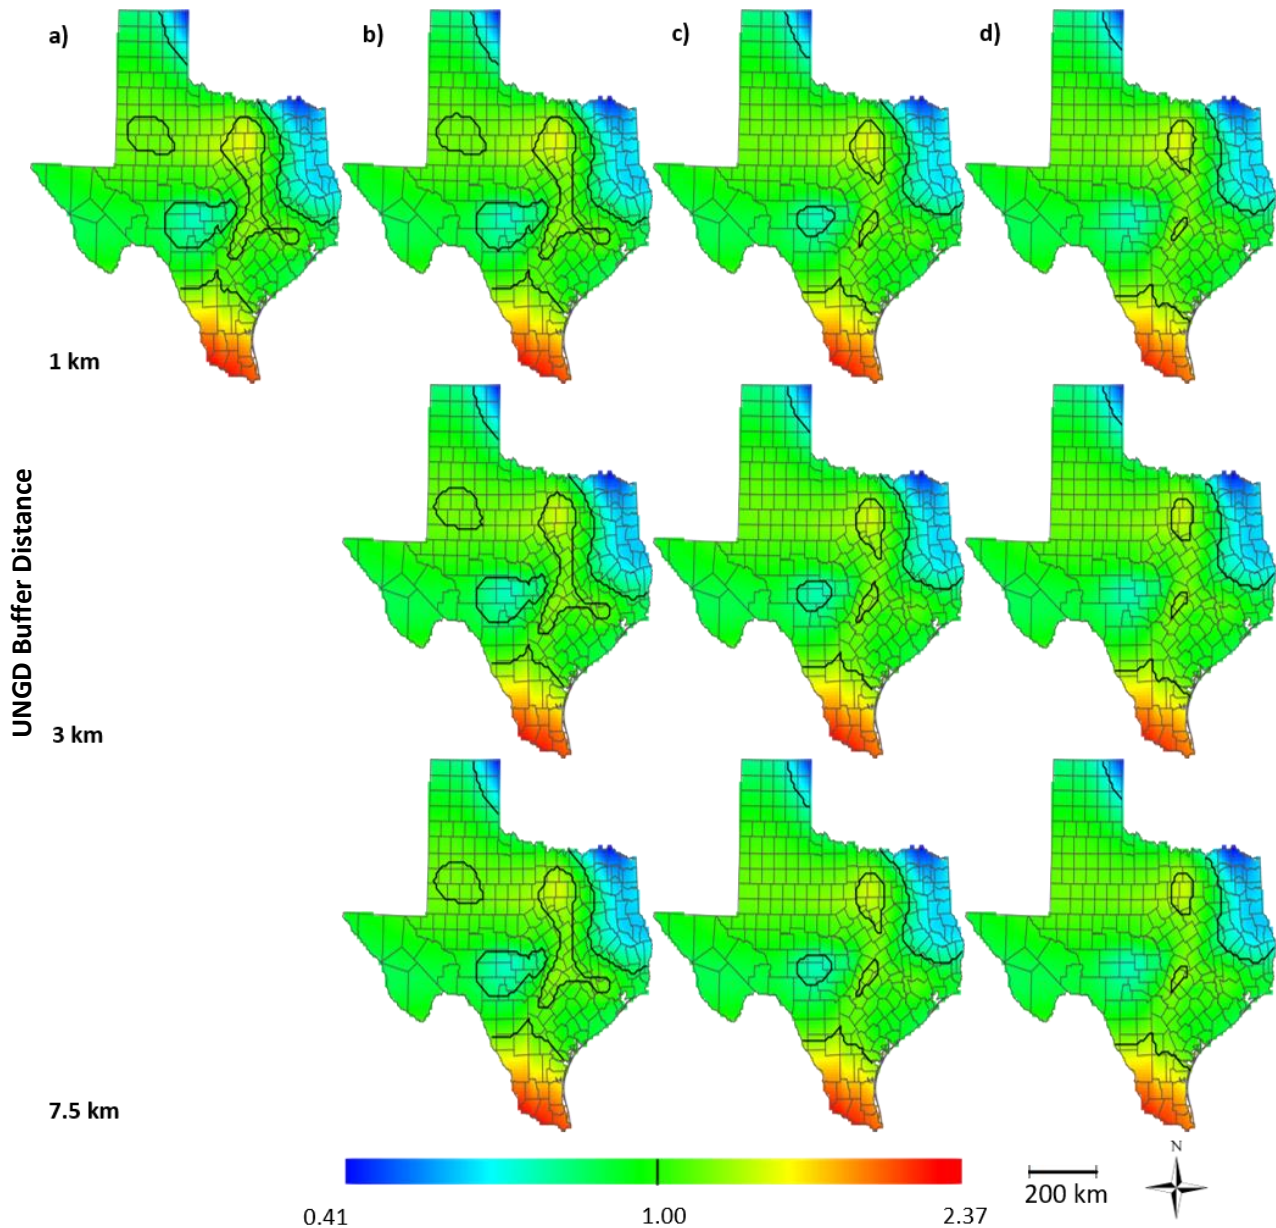 a)
b)
c)
d)
1 km
UNGD Buffer Distance
3 km
7.5 km
0.41
1.00
2.37
200 km
N